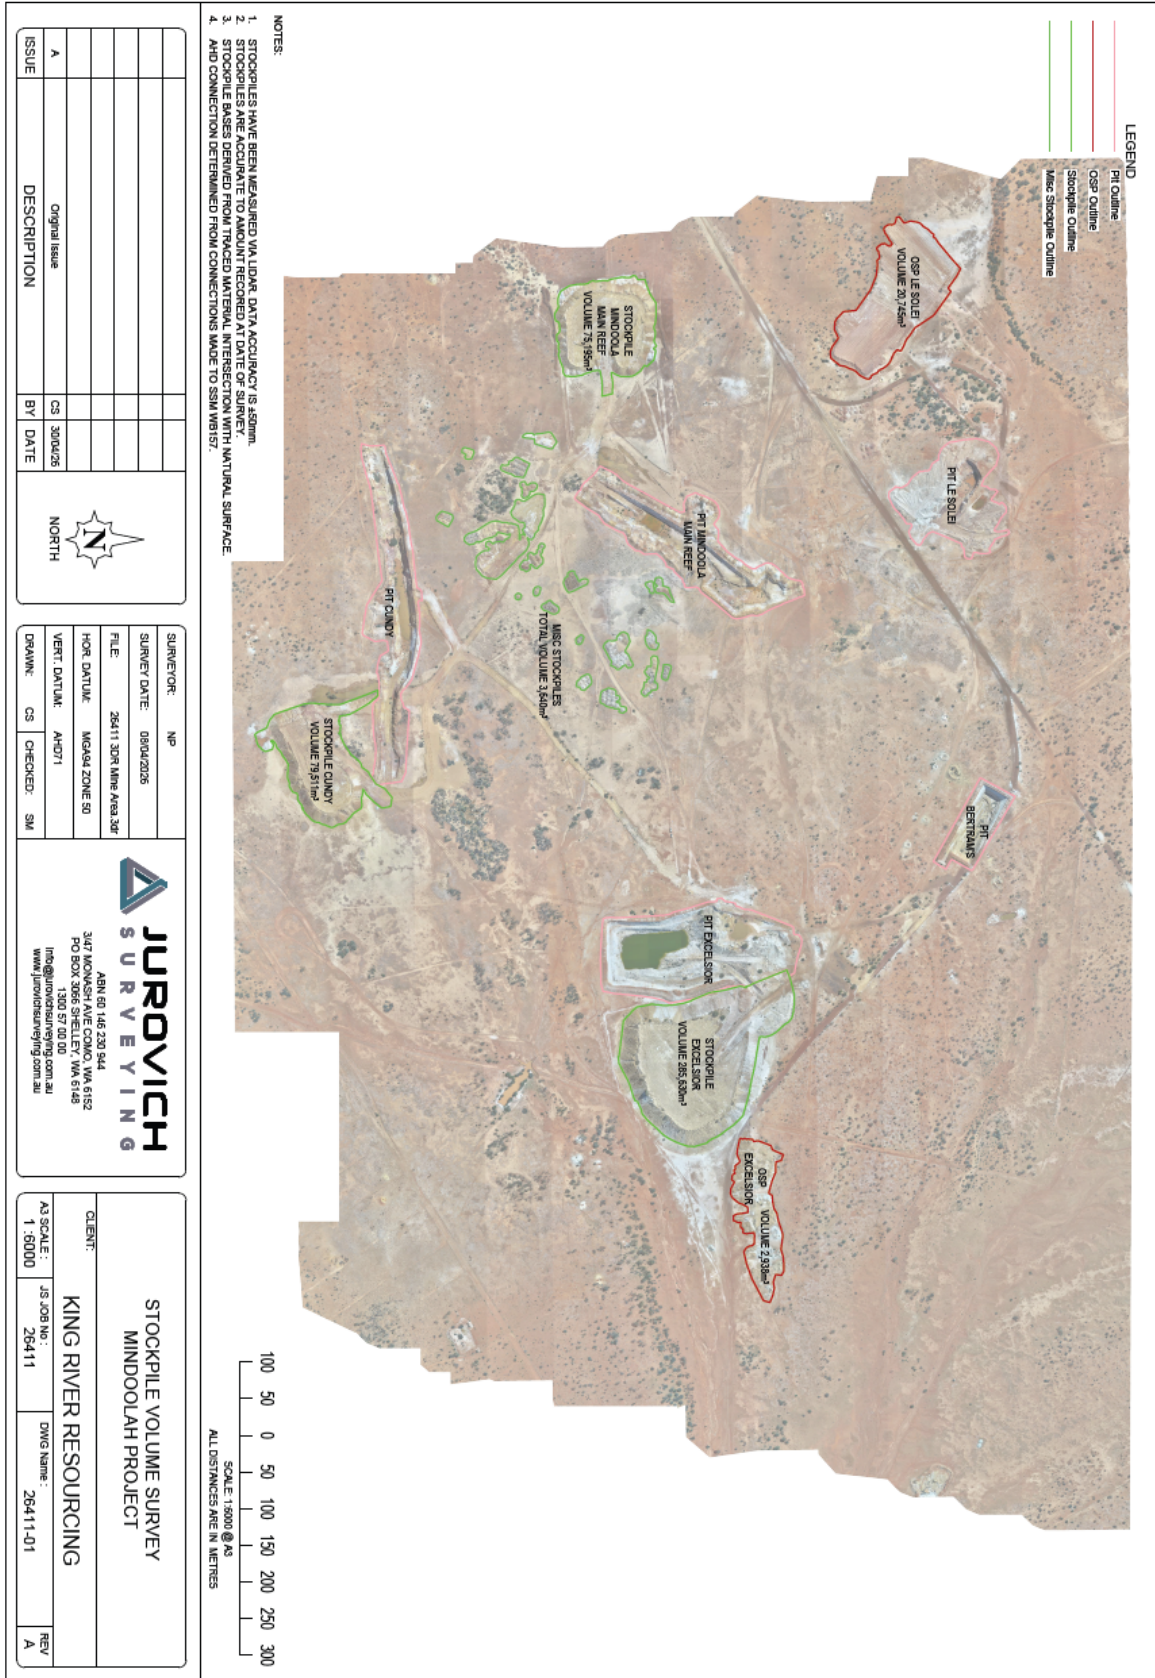 LEGEND
Pit Outline
OSP Outline
Stockpile Outline
Misc Stockpile Outline
OSP LE SOLEI
VOLUME 20,745m³
PIT LE SOLEI
STOCKPILE
MINDOOLA
MAIN REEF
VOLUME 75,195m³
PIT MINDOOLA
MAIN REEF
PIT
BERTRAMS
MISC STOCKPILES
TOTAL VOLUME 3,640m³
PIT CUNDY
STOCKPILE CUNDY
VOLUME 79,511m³
PIT EXCELSIOR
STOCKPILE
EXCELSIOR
VOLUME 285,630m³
OSP
EXCELSIOR
VOLUME 2,938m³
NOTES:
1. STOCKPILES HAVE BEEN MEASURED VIA LIDAR, DATA ACCURACY IS ±50mm.
2. STOCKPILES ARE ACCURATE TO AMOUNT RECORED AT DATE OF SURVEY.
3. STOCKPILE BASES DERIVED FROM TRACED MATERIAL INTERSECTION WITH NATURAL SURFACE.
4. AHD CONNECTION DETERMINED FROM CONNECTIONS MADE TO SSM WB157.
100 50 0 50 100 150 200 250 300
SCALE: 1:6000 @ A3
ALL DISTANCES ARE IN METRES
A Original Issue CS 30/04/26
ISSUE DESCRIPTION BY DATE
N
NORTH
SURVEYOR: NP
SURVEY DATE: 08/04/2026
FILE: 26411 3DR Mine Area.3dr
HOR. DATUM: MGA94 ZONE 50
VERT. DATUM: AHD71
DRAWN: CS CHECKED: SM
JUROVICH
SURVEYING
ABN 60 146 230 944
3/47 MONASH AVE COMO, WA 6152
PO BOX 3066 SHELLEY, WA 6148
1300 57 00 00
info@jurovichsurveying.com.au
www.jurovichsurveying.com.au
STOCKPILE VOLUME SURVEY
MINDOOLAH PROJECT
CLIENT:
KING RIVER RESOURCING
A3 SCALE : 1 :6000
JS JOB No. : 26411
DWG Name : 26411-01
REV A